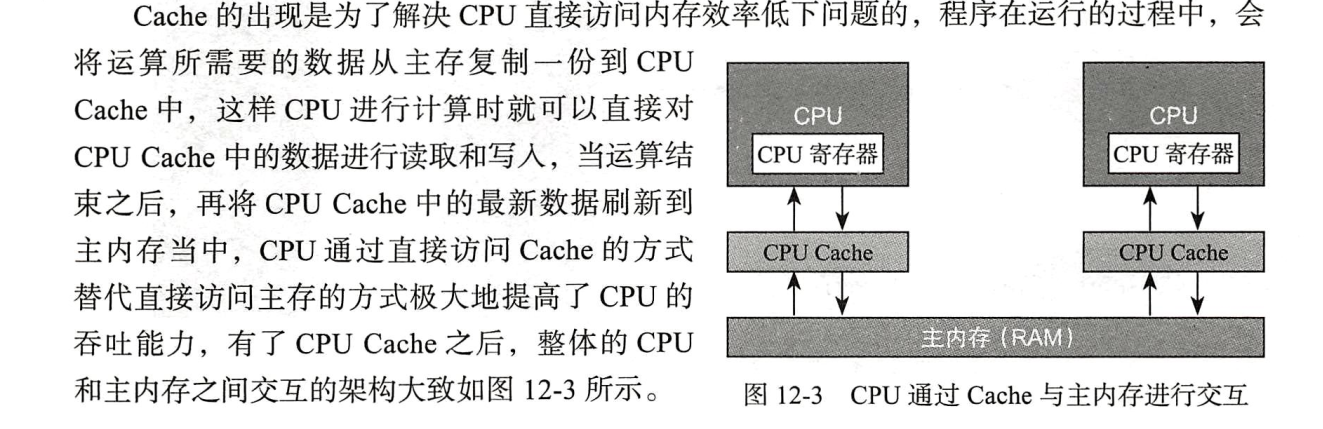 Cache 的出现是为了解决 CPU 直接访问内存效率低下问题的，程序在运行的过程中，会
将运算所需要的数据从主存复制一份到 CPU
Cache 中，这样 CPU 进行计算时就可以直接对
CPU Cache 中的数据进行读取和写入，当运算结
束之后，再将 CPU Cache 中的最新数据刷新到
主内存当中，CPU 通过直接访问 Cache 的方式
替代直接访问主存的方式极大地提高了 CPU 的
吞吐能力，有了 CPU Cache 之后，整体的 CPU
和主内存之间交互的架构大致如图 12-3 所示。
CPU
CPU 寄存器
CPU Cache
CPU
CPU 寄存器
CPU Cache
主内存（RAM）
图 12-3 CPU 通过 Cache 与主内存进行交互